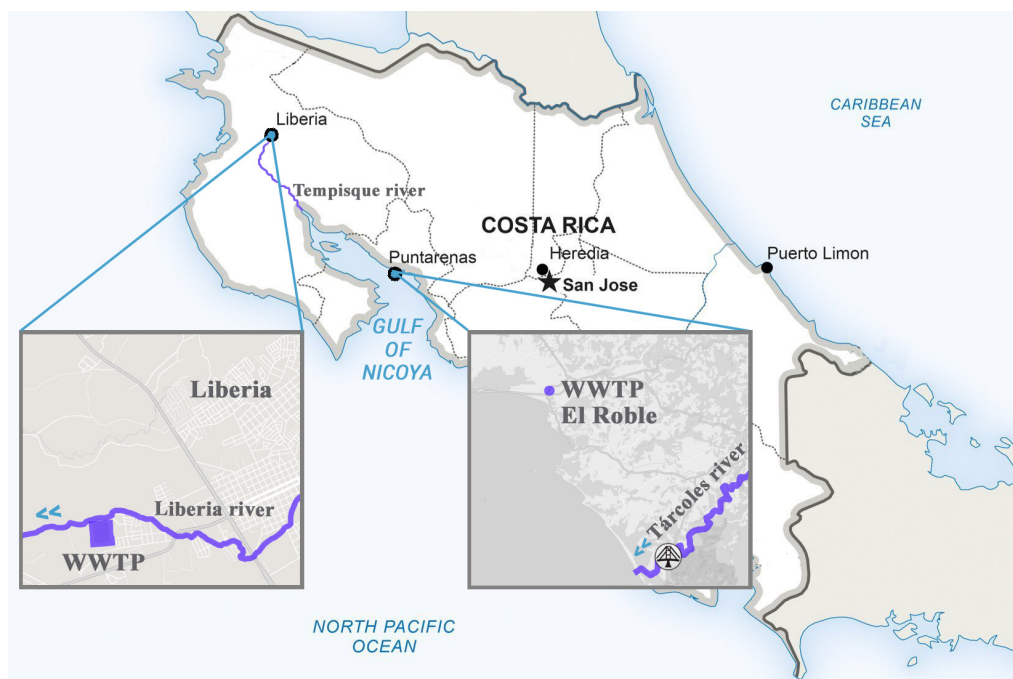 CARIBBEAN
SEA
Liberia
Tempisque river
COSTA RICA
Puntarenas
Heredia
San Jose
Puerto Limon
GULF
OF
NICOYA
Liberia
Liberia river
<<
WWTP
WWTP
El Roble
Tárcoles river
<<
NORTH PACIFIC
OCEAN